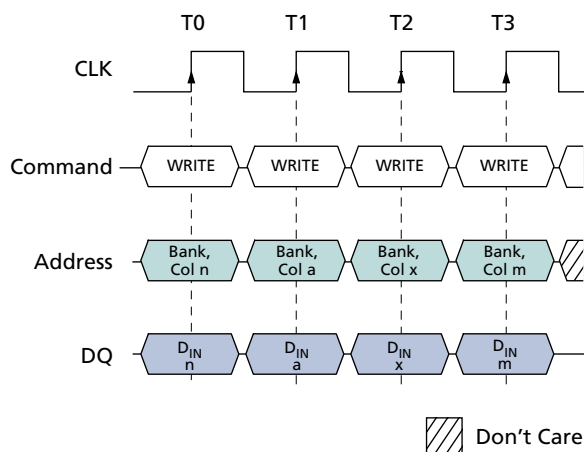 T0 T1 T2 T3
CLK
Command WRITE WRITE WRITE WRITE
Bank, Bank, Bank, Bank,
Address
Col n Col a Col x Col m
DQ
DIN DIN DIN DIN
n a x m
Don't Care